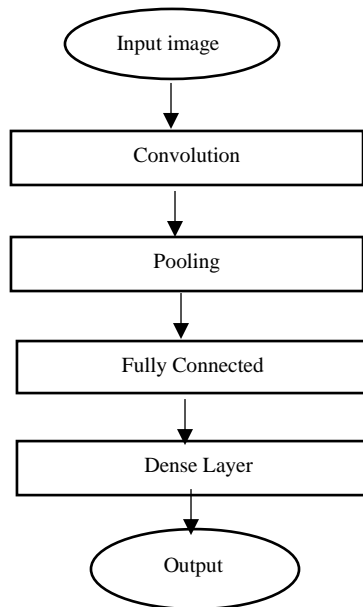 Input image
Convolution
Pooling
Fully Connected
Dense Layer
Output